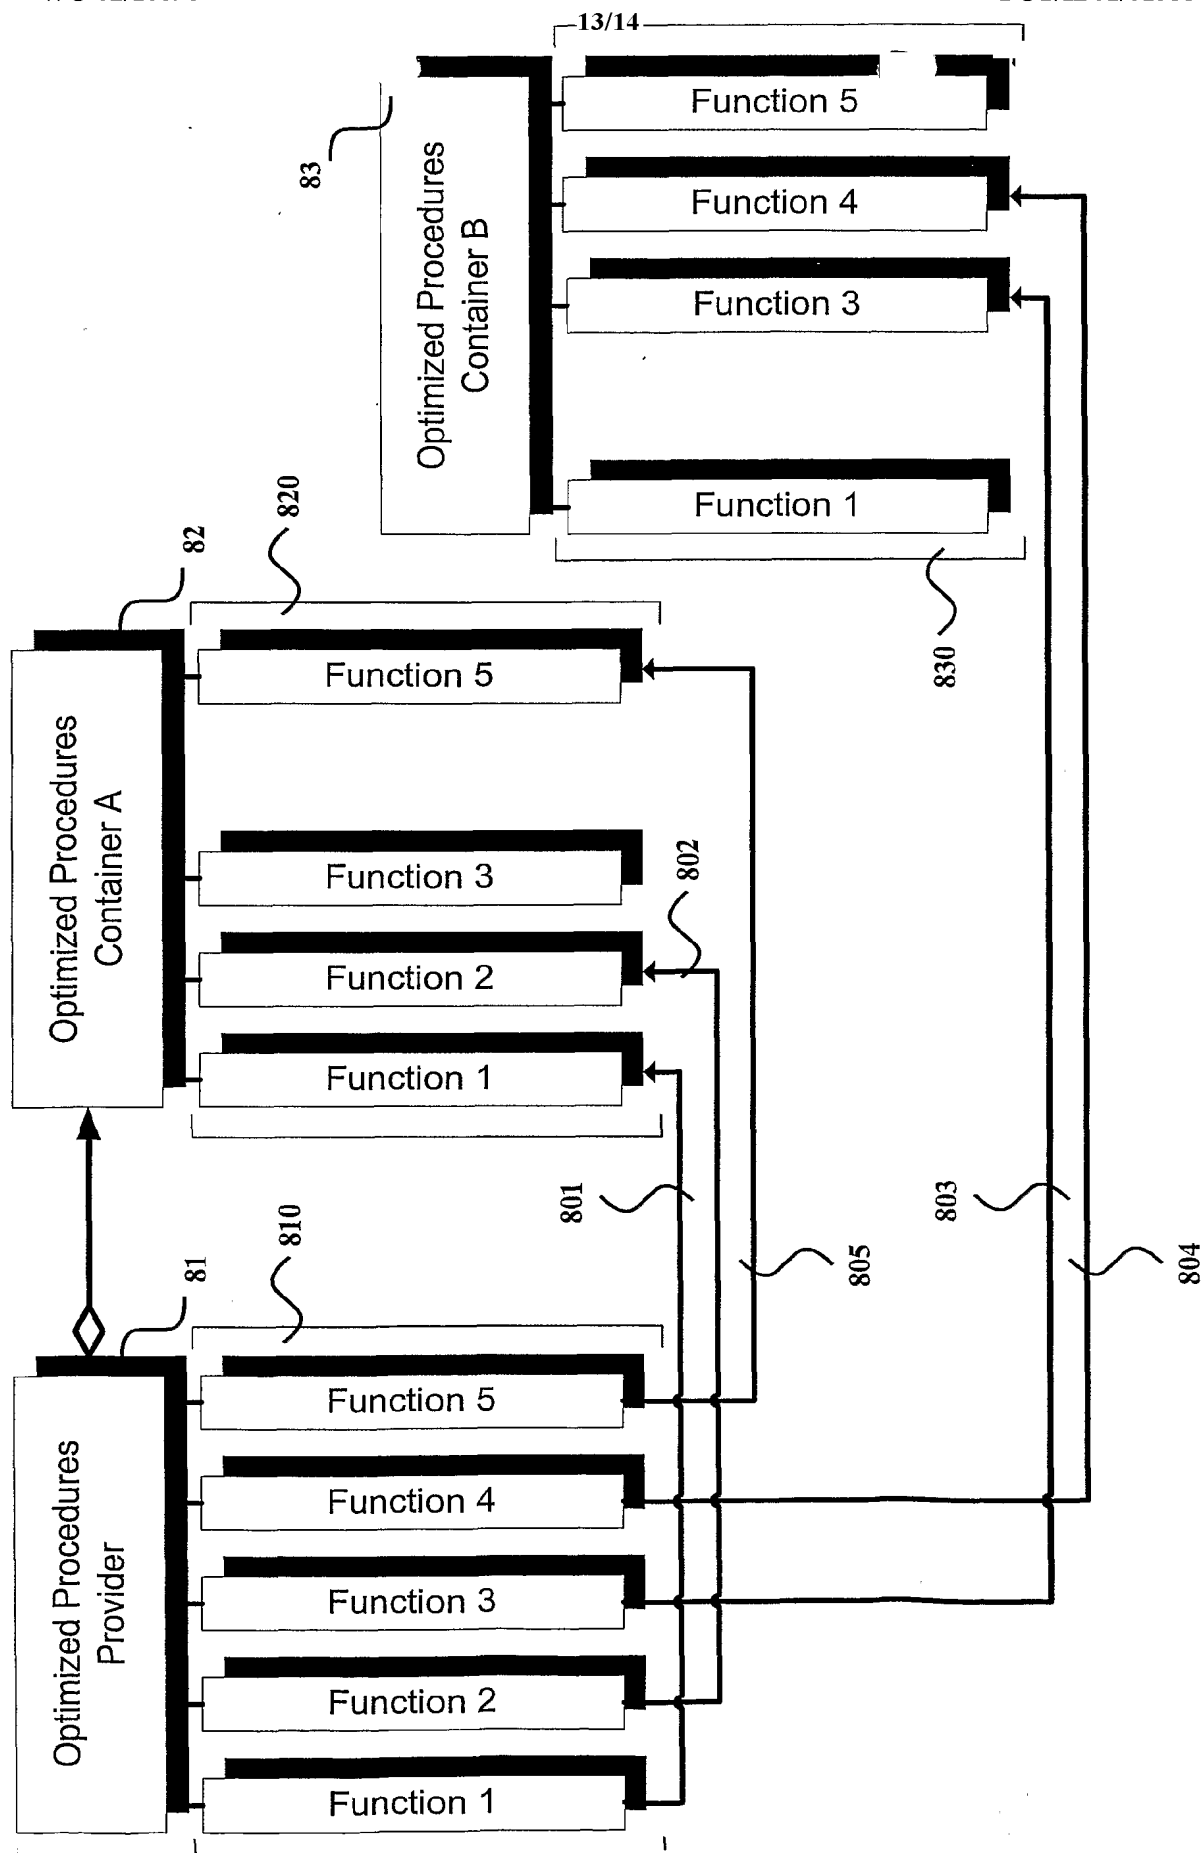 13/14
83
Optimized Procedures
Container B
Function 5
Function 4
Function 3
Function 1
830
82
820
Optimized Procedures
Container A
Function 5
Function 3
Function 2
Function 1
802
801
805
803
804
81
810
Optimized Procedures
Provider
Function 5
Function 4
Function 3
Function 2
Function 1